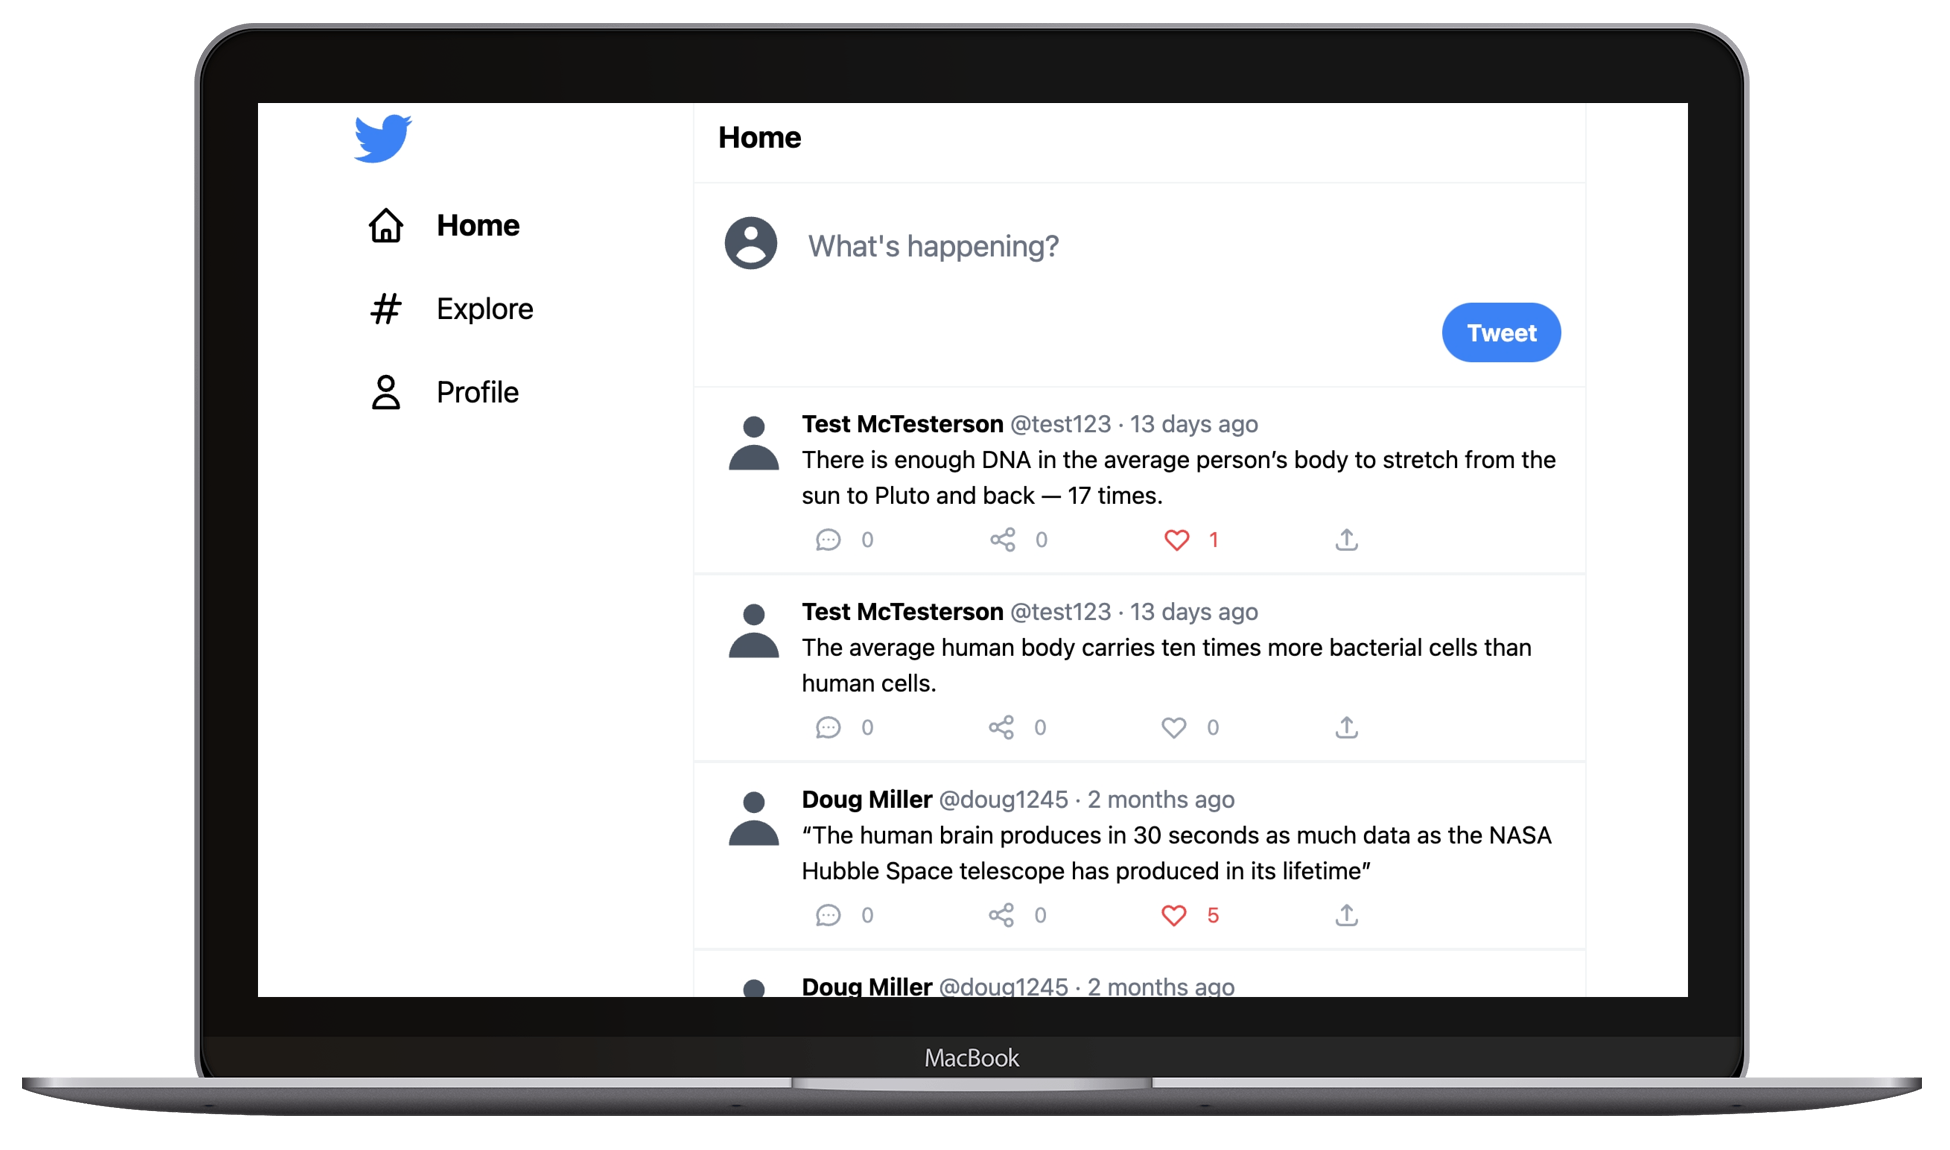 Home
Home
Explore
Profile
What's happening?
Tweet
Test McTesterson @test123 · 13 days ago
There is enough DNA in the average person’s body to stretch from the
sun to Pluto and back — 17 times.
0 0 1
Test McTesterson @test123 · 13 days ago
The average human body carries ten times more bacterial cells than
human cells.
0 0 0
Doug Miller @doug1245 · 2 months ago
“The human brain produces in 30 seconds as much data as the NASA
Hubble Space telescope has produced in its lifetime”
0 0 5
Doug Miller @doug1245 · 2 months ago
MacBook